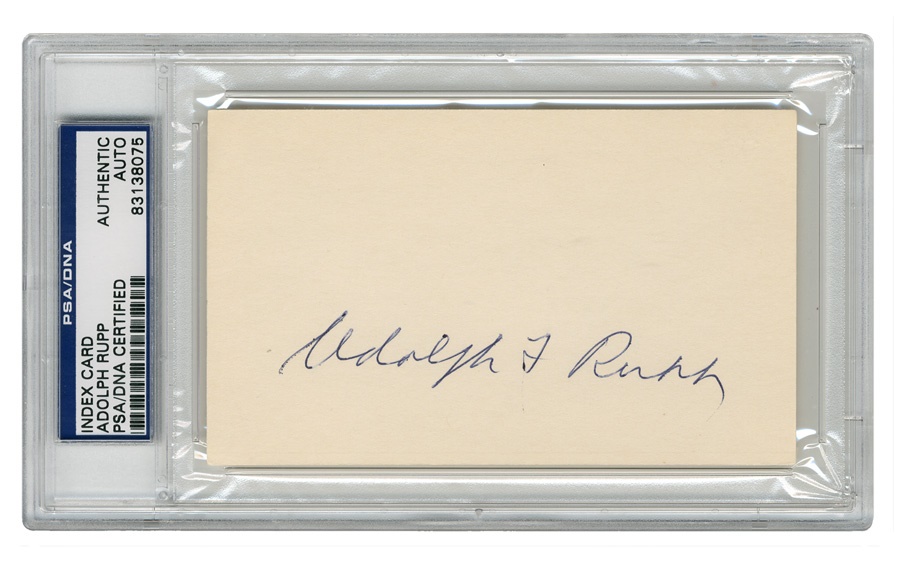 PSA/DNA
INDEX CARD
ADOLPH RUPP
PSA/DNA CERTIFIED
AUTHENTIC
AUTO
83138075
Adolph F Rupp